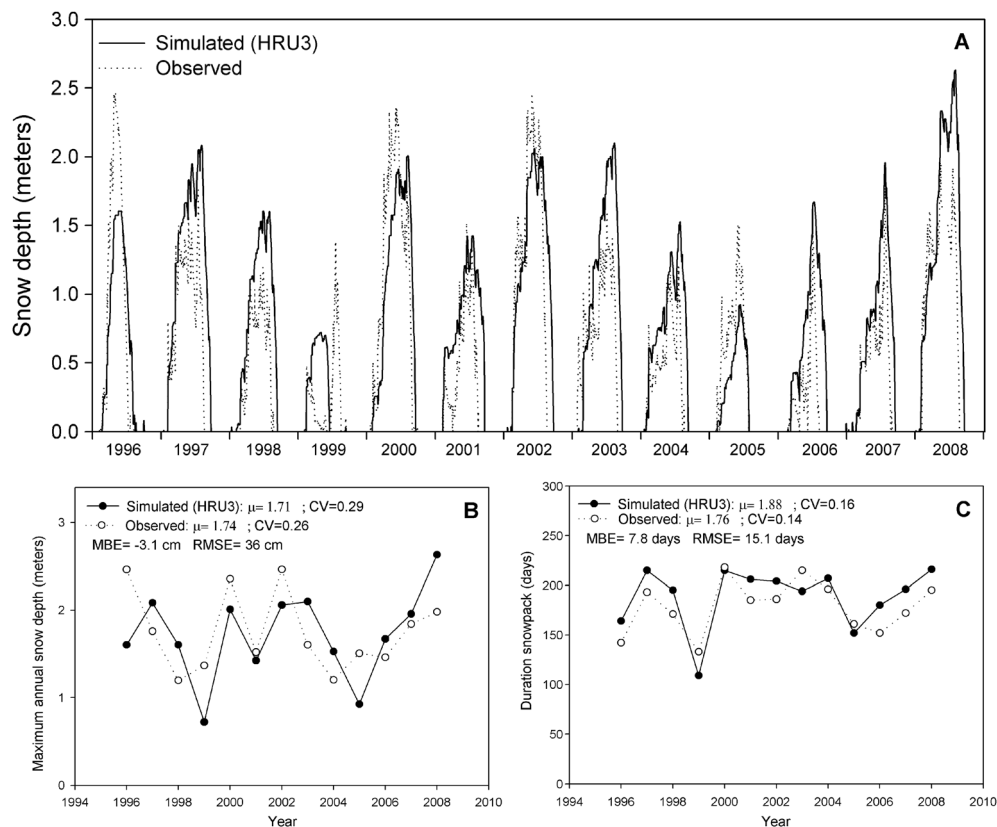 3.0
Simulated (HRU3)
Observed
A
2.5
2.0
1.5
1.0
0.5
0.0
Snow depth (meters)
1996 1997 1998 1999 2000 2001 2002 2003 2004 2005 2006 2007 2008
Simulated (HRU3): μ= 1.71 ; CV=0.29
Observed: μ= 1.74 ; CV=0.26
MBE= -3.1 cm RMSE= 36 cm
B
3
2
1
0
Maximum annual snow depth (meters)
1994 1996 1998 2000 2002 2004 2006 2008 2010
Year
300
Simulated (HRU3): μ= 1.88 ; CV=0.16
Observed: μ= 1.76 ; CV=0.14
MBE= 7.8 days RMSE= 15.1 days
C
250
200
150
100
50
0
Duration snowpack (days)
1994 1996 1998 2000 2002 2004 2006 2008 2010
Year